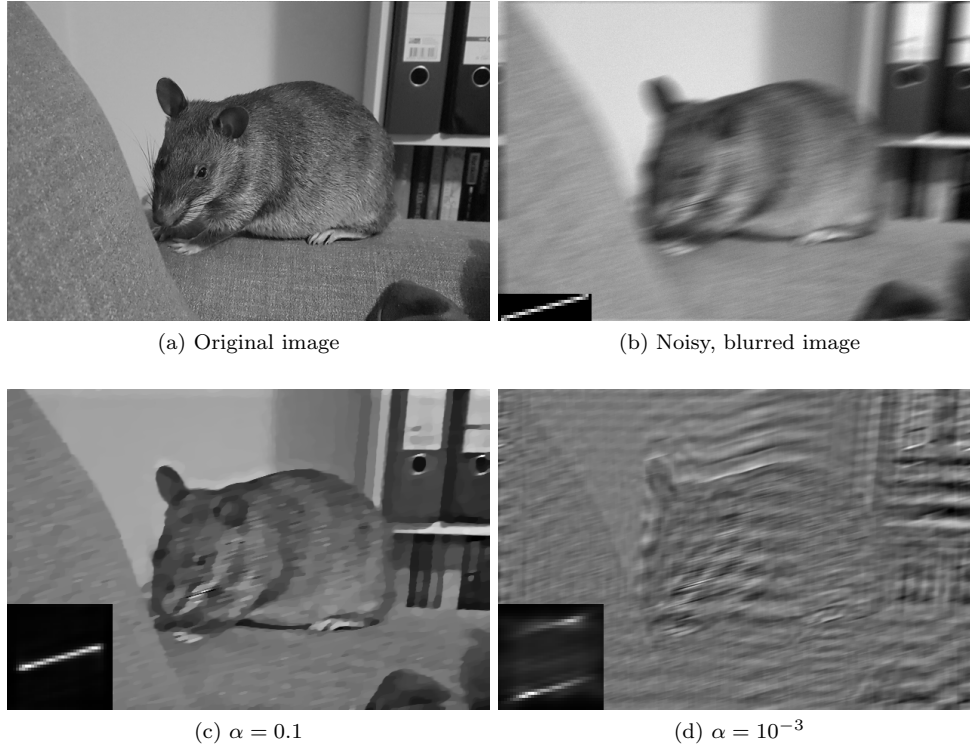 (a) Original image
(b) Noisy, blurred image
(c) α = 0.1
(d) α = 10⁻³